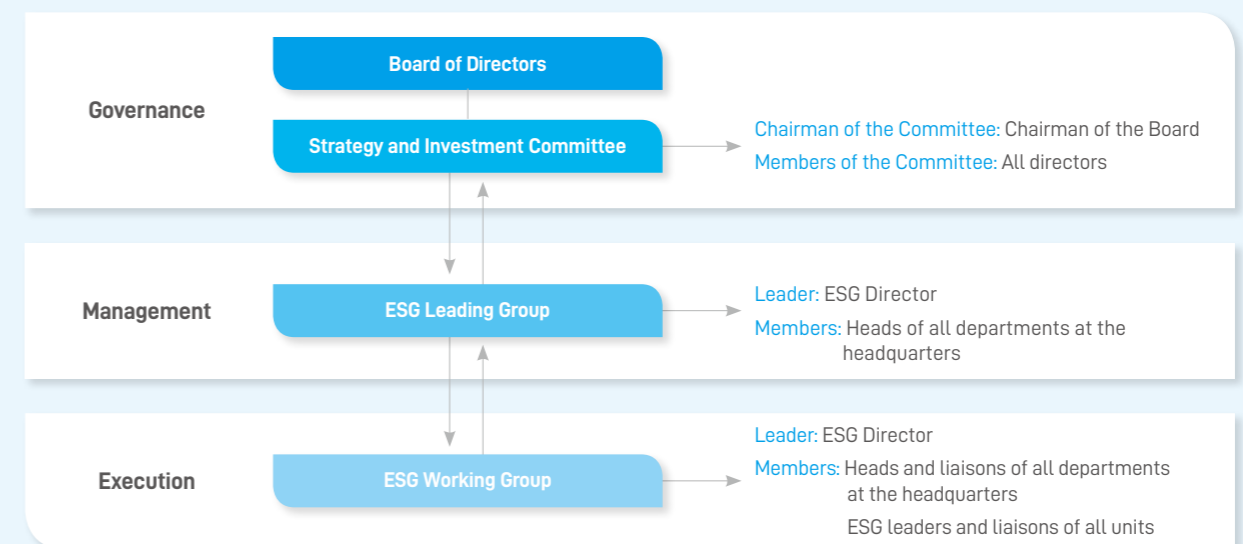 Governance
Board of Directors
Strategy and Investment Committee
Chairman of the Committee: Chairman of the Board
Members of the Committee: All directors
Management
ESG Leading Group
Leader: ESG Director
Members: Heads of all departments at the
headquarters
Execution
ESG Working Group
Leader: ESG Director
Members: Heads and liaisons of all departments
at the headquarters
ESG leaders and liaisons of all units